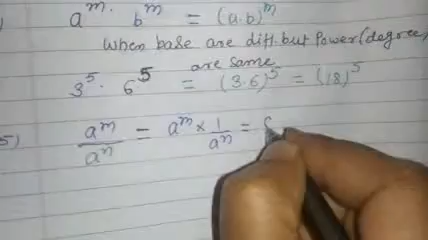 a^m . b^m = (a.b)^m
When base are diff. but Power (degree)
are same
3^5 . 6^5 = (3.6)^5 = (18)^5
5) a^m / a^n = a^m × 1 / a^n =